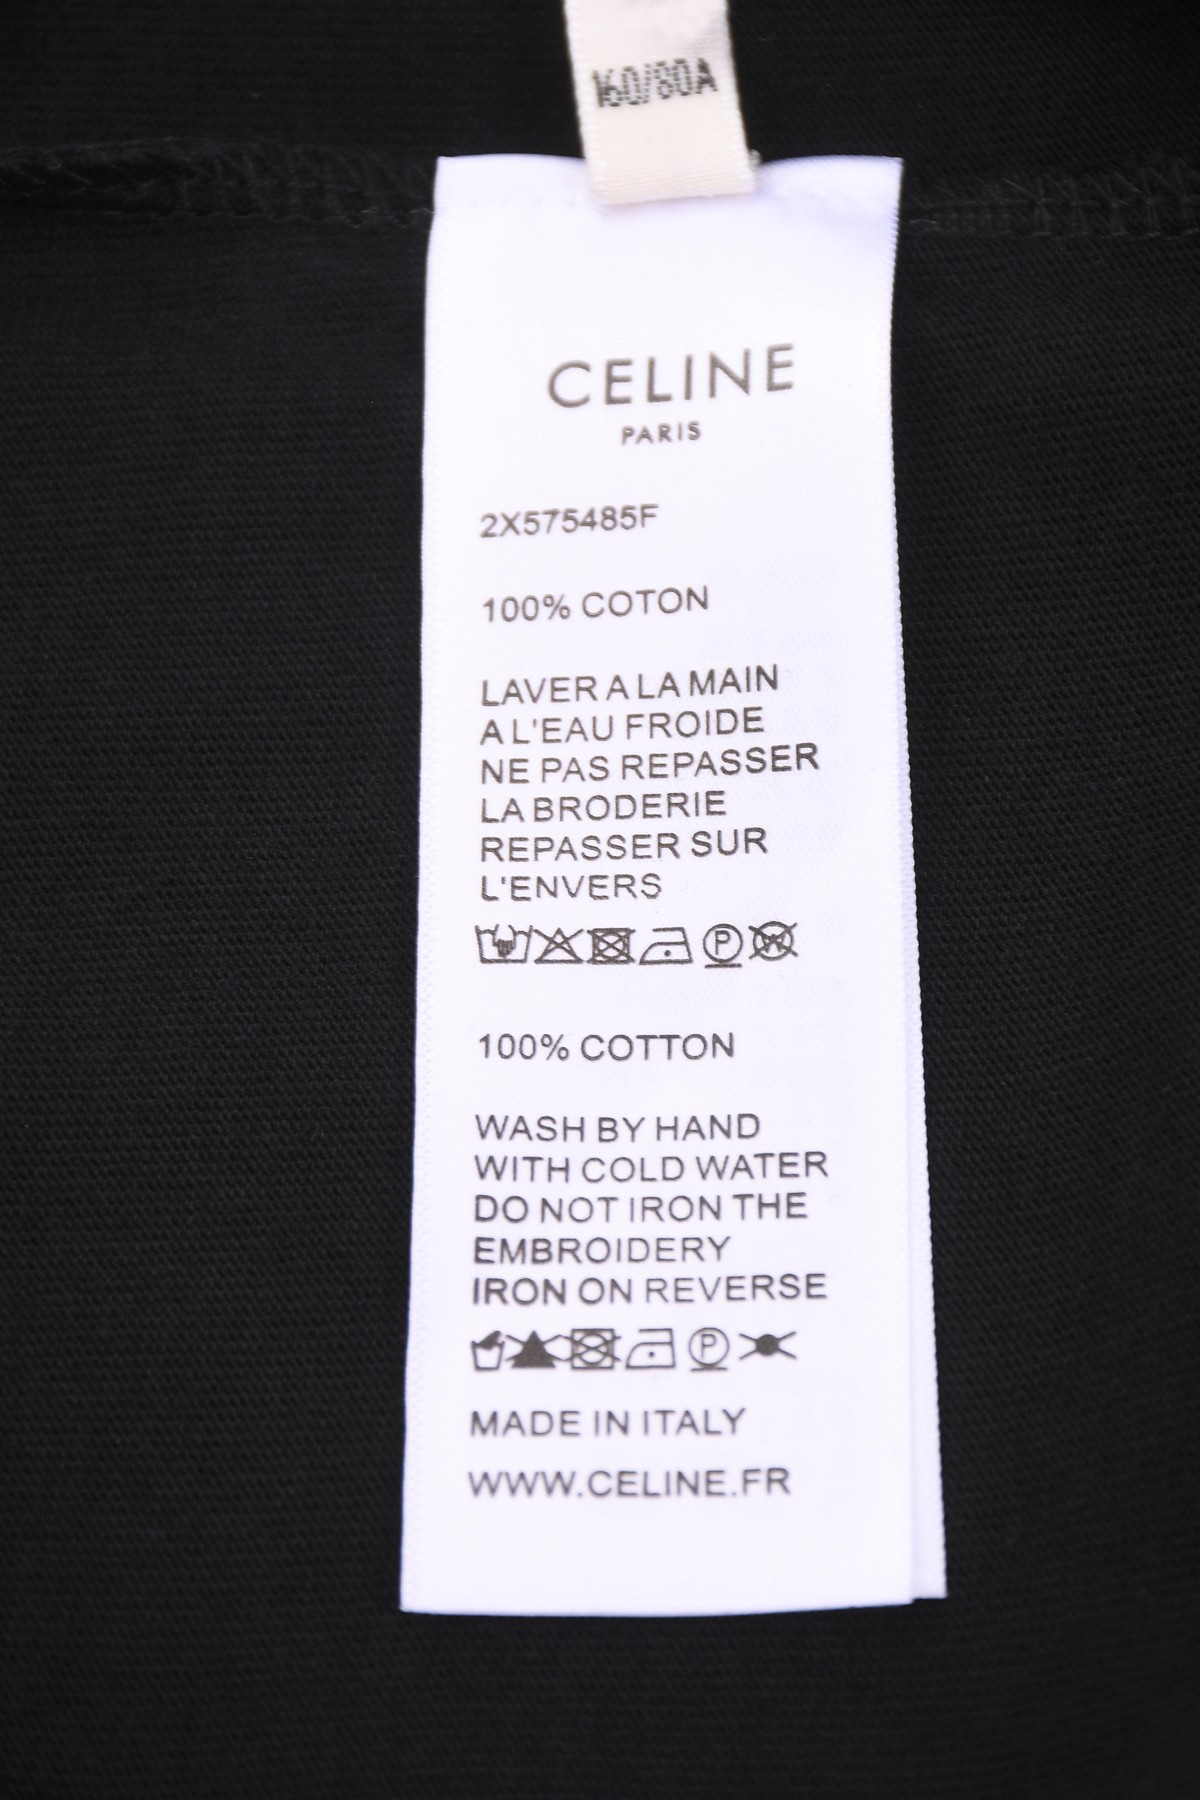 160/80A
CELINE
PARIS
2X575485F
100% COTON
LAVER A LA MAIN
A L'EAU FROIDE
NE PAS REPASSER
LA BRODERIE
REPASSER SUR
L'ENVERS
P W
100% COTTON
WASH BY HAND
WITH COLD WATER
DO NOT IRON THE
EMBROIDERY
IRON ON REVERSE
P
MADE IN ITALY
WWW.CELINE.FR